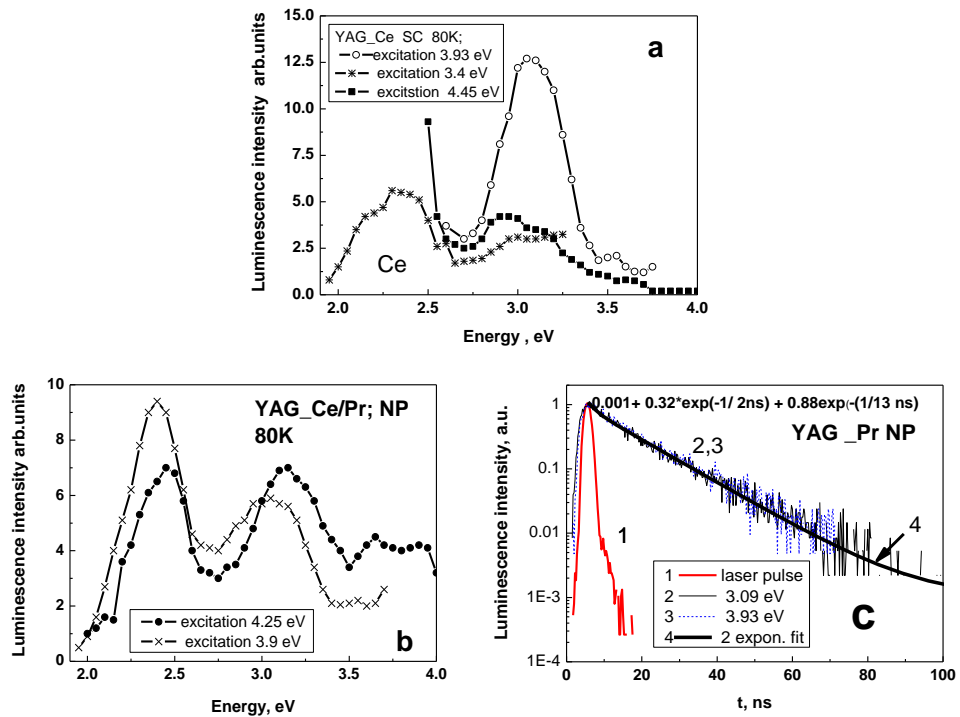 YAG_Ce SC 80K;
excitation 3.93 eV
excitation 3.4 eV
excitstion 4.45 eV
a
Ce
Luminescence intensity arb.units
15.0
12.5
10.0
7.5
5.0
2.5
0.0
2.0 2.5 3.0 3.5 4.0
Energy , eV
YAG_Ce/Pr; NP
80K
Luminescence intensity arb.units
10
8
6
4
2
0
excitation 4.25 eV
excitation 3.9 eV
b
2.0 2.5 3.0 3.5 4.0
Energy, eV
0.001+ 0.32*exp(-1/ 2ns) + 0.88exp(-(1/13 ns)
YAG _Pr NP
Luminescence intensity, a.u.
1
0.1
0.01
1E-3
1E-4
2,3
1
4
1 laser pulse
2 3.09 eV
3 3.93 eV
4 2 expon. fit
c
0 20 40 60 80 100
t, ns